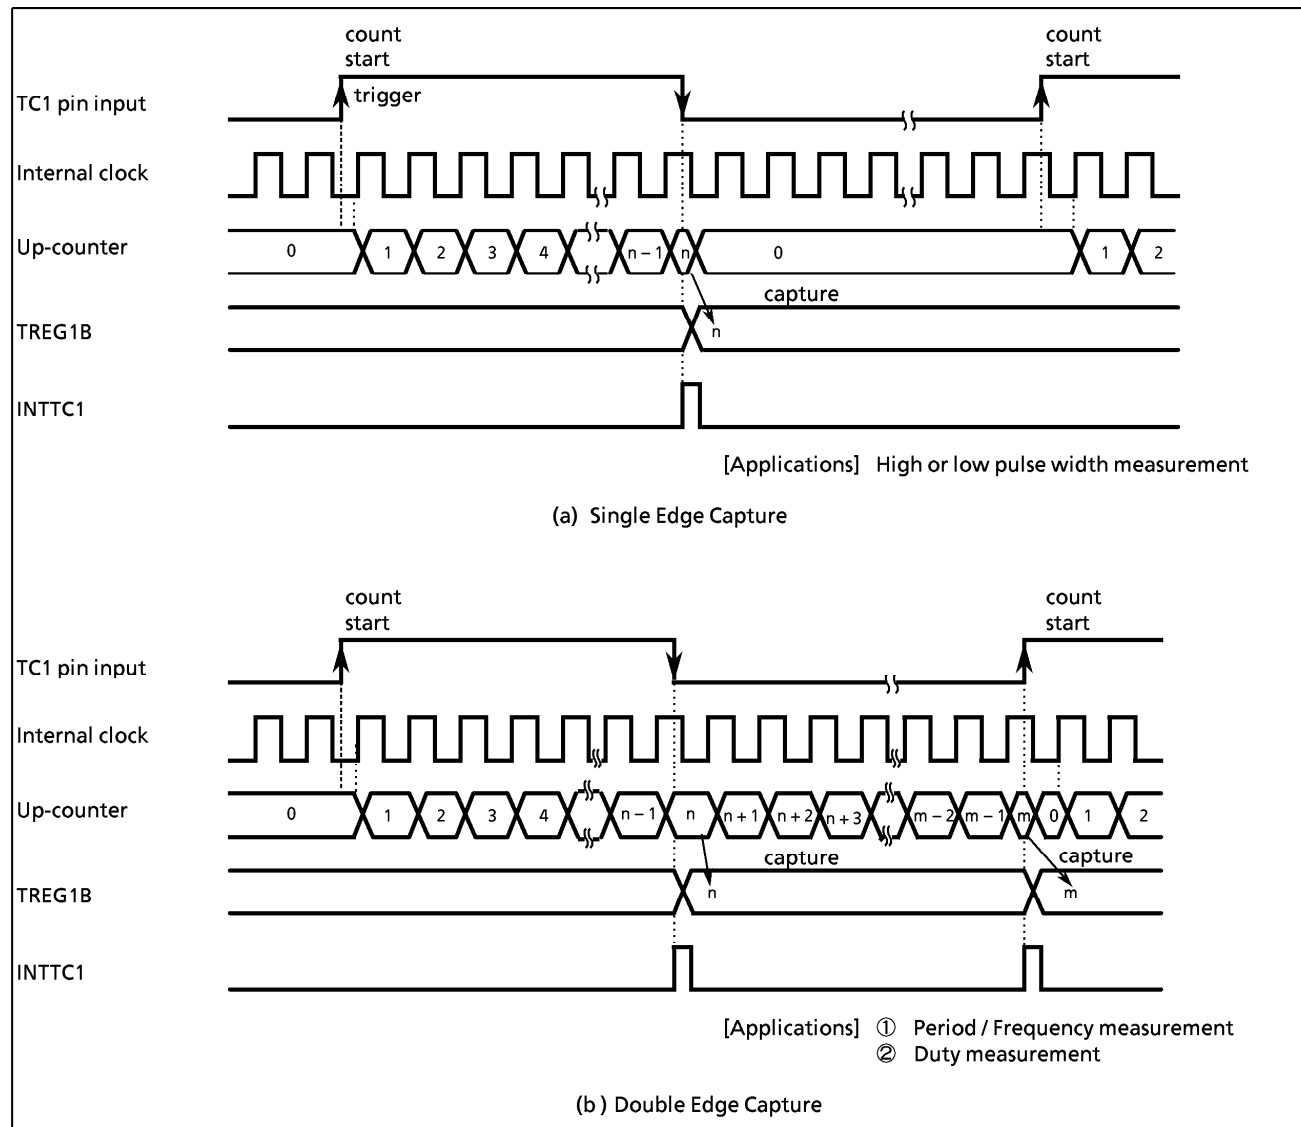 count
start
count
start
TC1 pin input
trigger
Internal clock
Up-counter
0 1 2 3 4 n – 1 n 0 1 2
capture
TREG1B
n
INTTC1
[Applications] High or low pulse width measurement
(a) Single Edge Capture
count
start
count
start
TC1 pin input
Internal clock
Up-counter
0 1 2 3 4 n – 1 n n + 1 n + 2 n + 3 m – 2 m – 1 m 0 1 2
capture
capture
TREG1B
n
m
INTTC1
[Applications] ① Period / Frequency measurement
② Duty measurement
(b ) Double Edge Capture